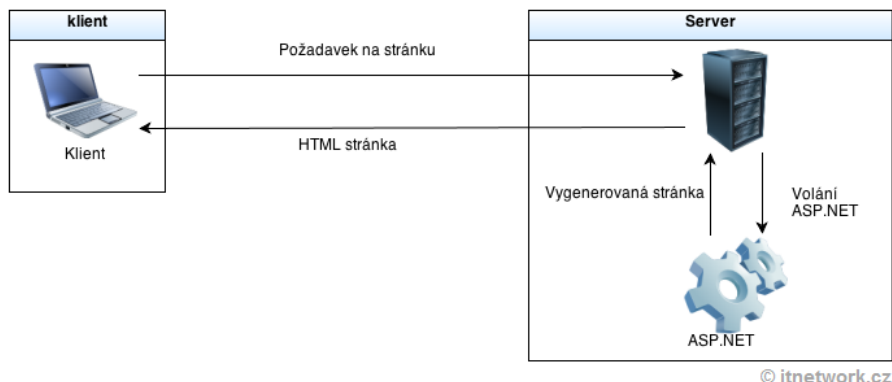 klient
Server
Požadavek na stránku
HTML stránka
Klient
Vygenerovaná stránka
Volání
ASP.NET
ASP.NET
© itnetwork.cz